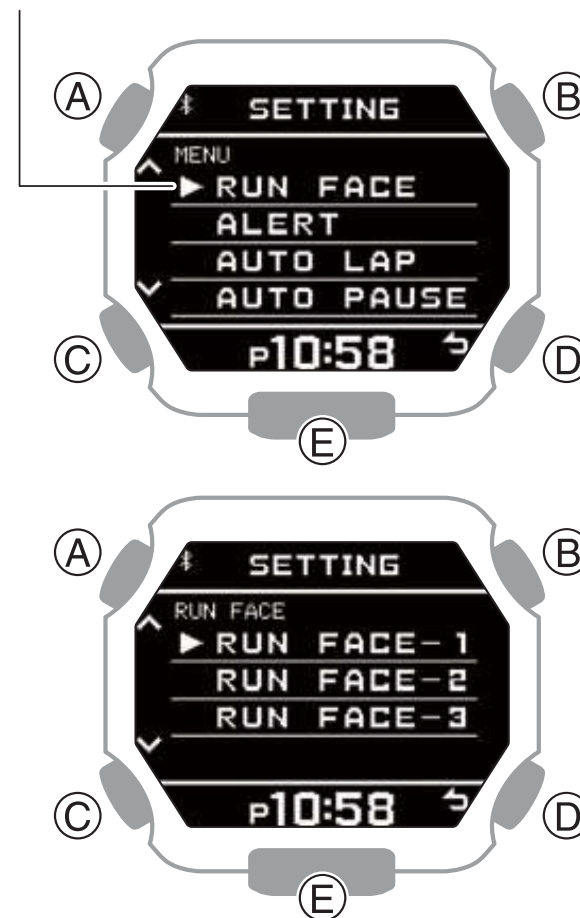 Ⓐ
Ⓑ
SETTING
MENU
RUN FACE
ALERT
AUTO LAP
AUTO PAUSE
P10:58
Ⓒ
Ⓓ
Ⓔ
Ⓐ
Ⓑ
SETTING
RUN FACE
RUN FACE-1
RUN FACE-2
RUN FACE-3
P10:58
Ⓒ
Ⓓ
Ⓔ